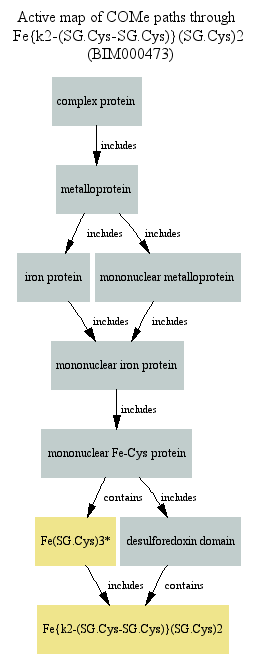 Active map of COMe paths through
Fe{k2-(SG.Cys-SG.Cys)}(SG.Cys)2
(BIM000473)
complex protein
includes
metalloprotein
includes
includes
iron protein
mononuclear metalloprotein
includes
includes
mononuclear iron protein
includes
mononuclear Fe-Cys protein
contains
includes
Fe(SG.Cys)3*
desulforedoxin domain
includes
contains
Fe{k2-(SG.Cys-SG.Cys)}(SG.Cys)2